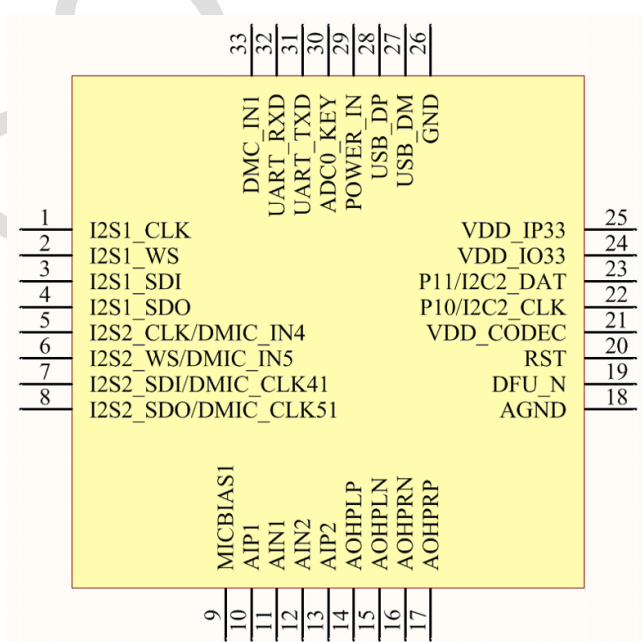 33 32 31 30 29 28 27 26
DMC_IN1
UART_RXD
UART_TXD
ADC0_KEY
POWER_IN
USB_DP
USB_DM
GND
1 I2S1_CLK
2 I2S1_WS
3 I2S1_SDI
4 I2S1_SDO
5 I2S2_CLK/DMIC_IN4
6 I2S2_WS/DMIC_IN5
7 I2S2_SDI/DMIC_CLK41
8 I2S2_SDO/DMIC_CLK51
VDD_IP33 25
VDD_IO33 24
P11/I2C2_DAT 23
P10/I2C2_CLK 22
VDD_CODEC 21
RST 20
DFU_N 19
AGND 18
MICBIAS1
AIP1
AIN1
AIN2
AIP2
AOHPLP
AOHPLN
AOHPRN
AOHPRP
9 10 11 12 13 14 15 16 17